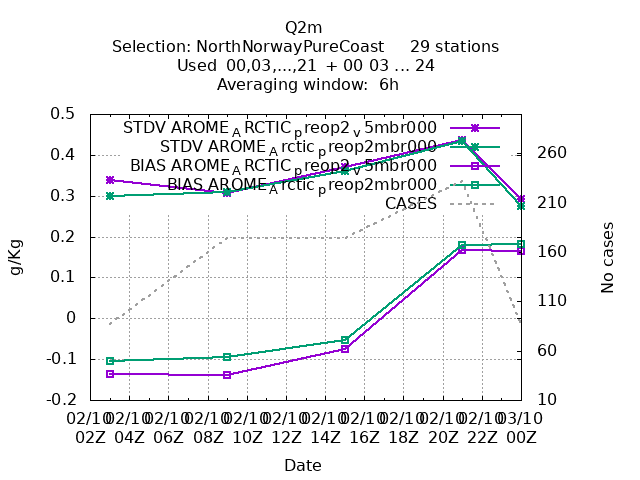 Q2m
Selection: NorthNorwayPureCoast 29 stations
Used 00,03,...,21 + 00 03 ... 24
Averaging window: 6h
0.5
0.4
0.3
0.2
0.1
0
-0.1
-0.2
g/Kg
STDV AROME_ARCTIC_preop2_v5mbr000
STDV AROME_Arctic_preop2mbr000
BIAS AROME_ARCTIC_preop2_v5mbr000
BIAS AROME_Arctic_preop2mbr000
CASES
260
210
160
110
60
10
No cases
02/10 02/10 02/10 02/10 02/10 02/10 02/10 02/10 02/10 02/10 02/10 03/10
02Z 04Z 06Z 08Z 10Z 12Z 14Z 16Z 18Z 20Z 22Z 00Z
Date